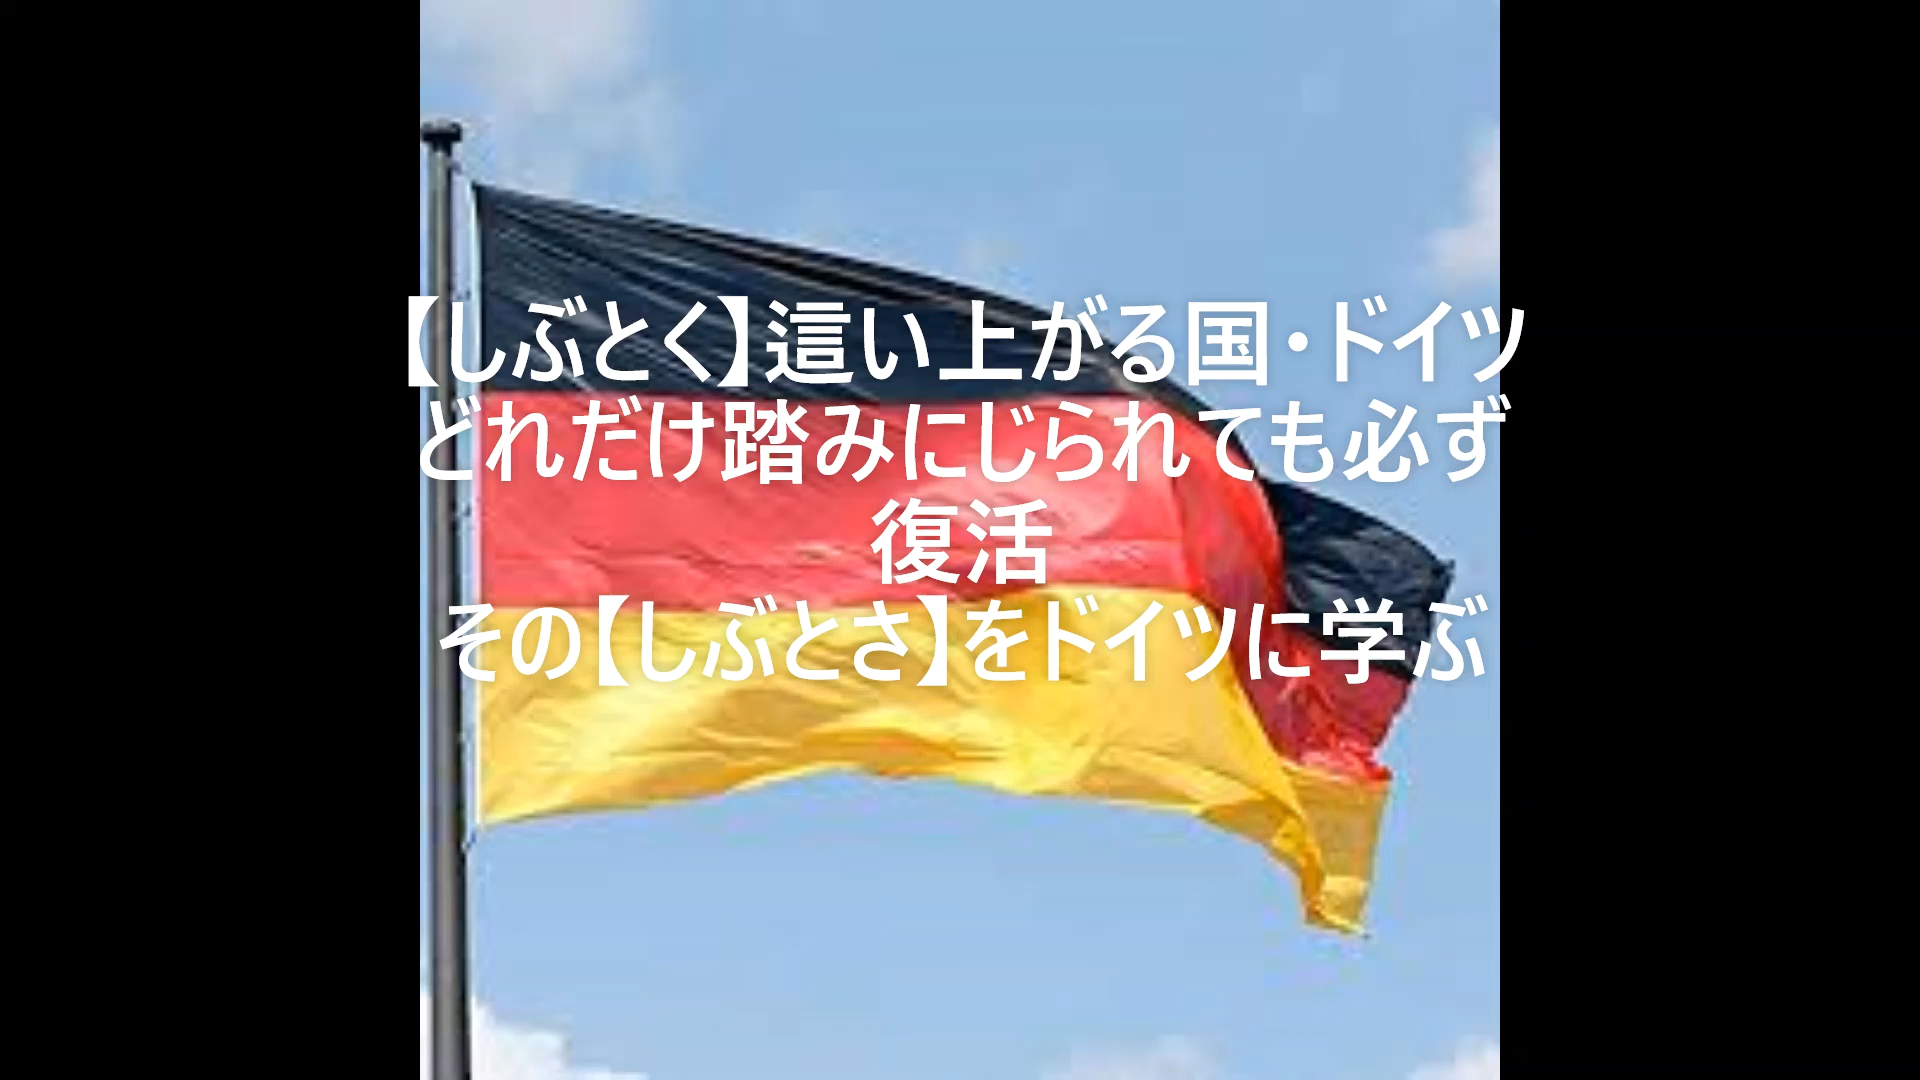 【しぶとく】這い上がる国・ドイツ
どれだけ踏みにじられても必ず
復活
その【しぶとさ】をドイツに学ぶ